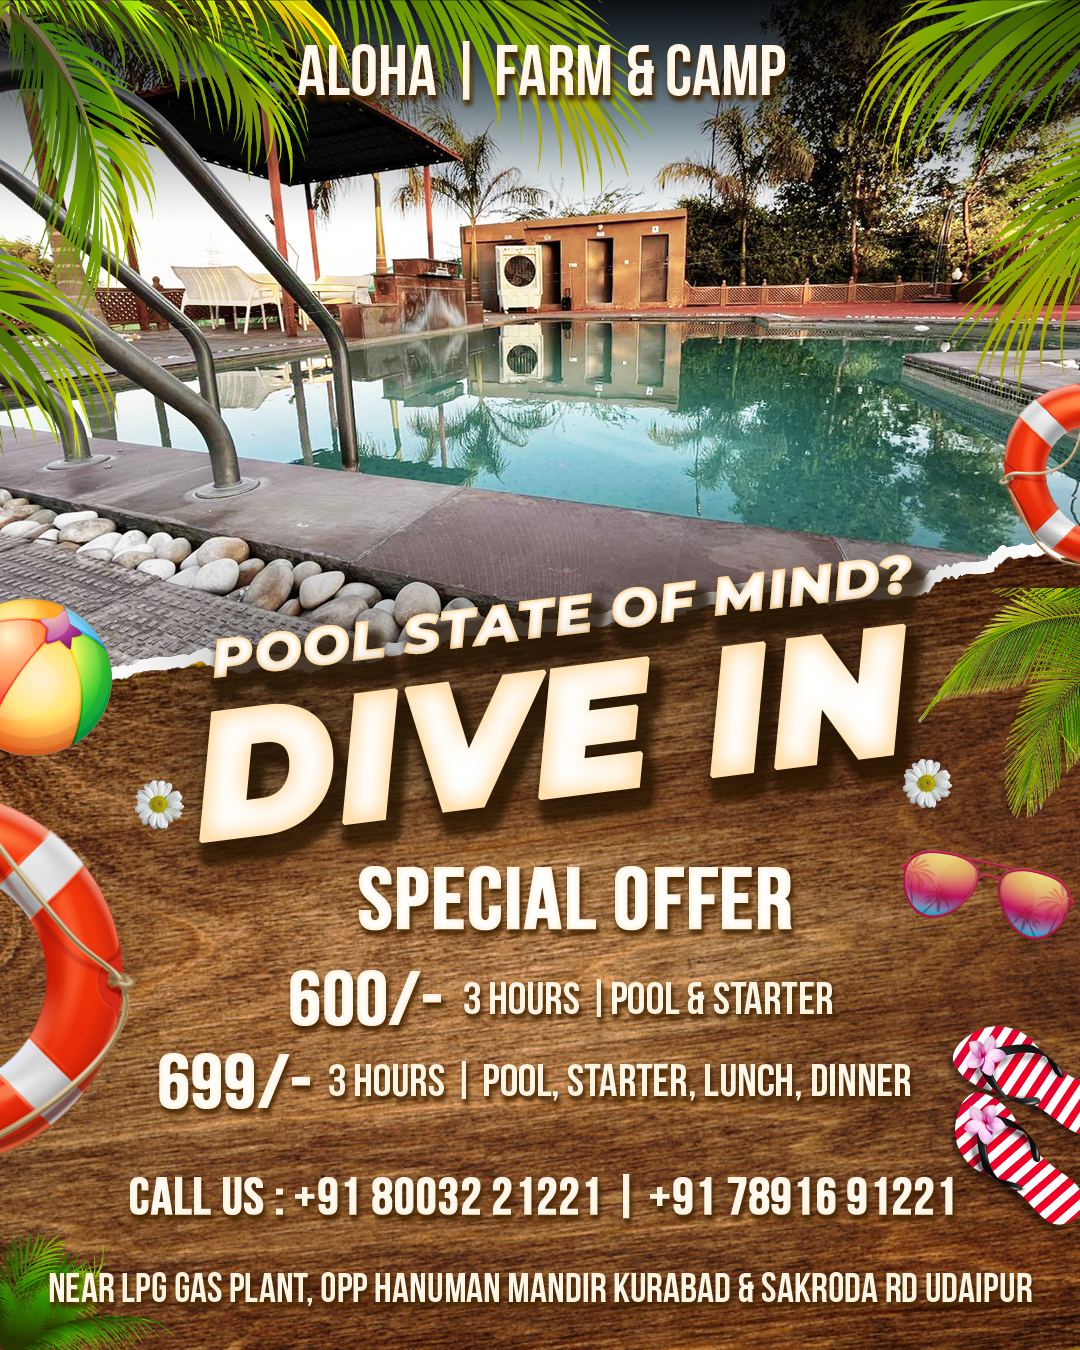 ALOHA | FARM & CAMP
POOL STATE OF MIND?
DIVE IN
SPECIAL OFFER
600/- 3 HOURS | POOL & STARTER
699/- 3 HOURS | POOL, STARTER, LUNCH, DINNER
CALL US : +91 80032 21221 | +91 78916 91221
NEAR LPG GAS PLANT, OPP HANUMAN MANDIR KURABAD & SAKRODA RD UDAIPUR